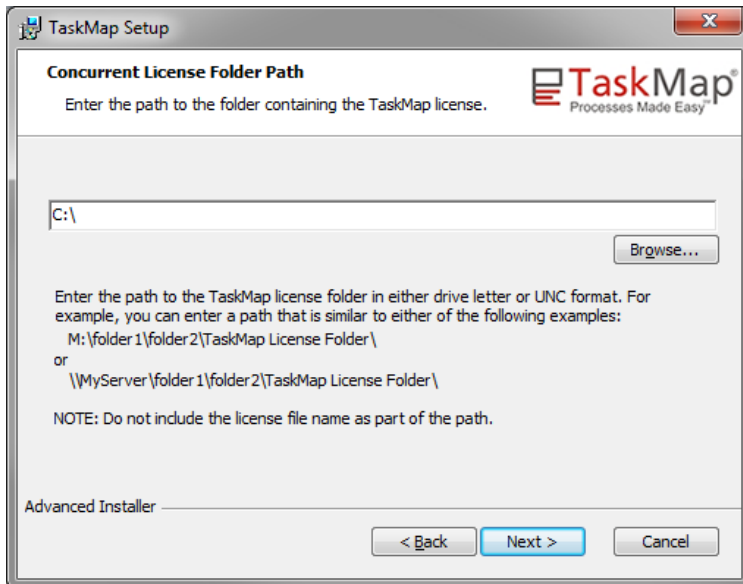 TaskMap Setup
Concurrent License Folder Path
Enter the path to the folder containing the TaskMap license.
TaskMap®
Processes Made Easy™
C:\
Browse...
Enter the path to the TaskMap license folder in either drive letter or UNC format. For
example, you can enter a path that is similar to either of the following examples:
M:\folder1\folder2\TaskMap License Folder\
or
\\MyServer\folder1\folder2\TaskMap License Folder\
NOTE: Do not include the license file name as part of the path.
Advanced Installer
< Back
Next >
Cancel